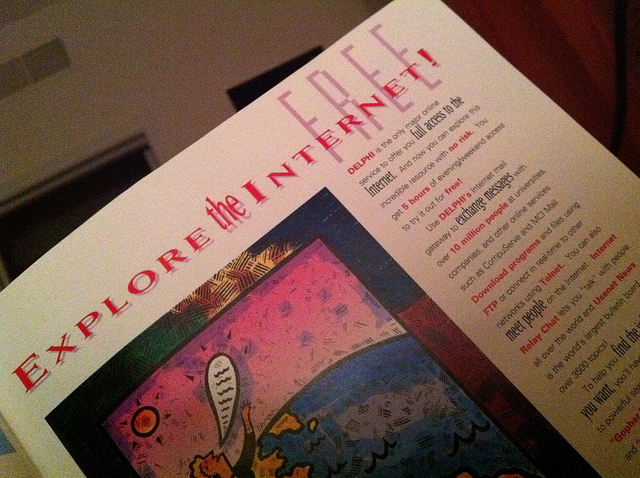 FREE
EXPLORE the INTERNET!
DELPHI is the only major online
service to offer you full access to the
Internet. And now you can explore this
incredible resource with no risk. You
get 5 hours of evening/weekend access
to try it out for free!
Use DELPHI's Internet mail
gateway to exchange messages with
over 10 million people at universities,
companies, and other online services
such as CompuServe and MCI Mail.
Download programs and files using
FTP or connect in real-time to other
networks using Telnet. You can also
meet people on the Internet. Internet
Relay Chat lets you "talk" with people
all over the world and Usenet News
is the world's largest bulletin board
over 3500 topics!
To help you find the
you want, you'll ha
to powerful se
"Gophe
and